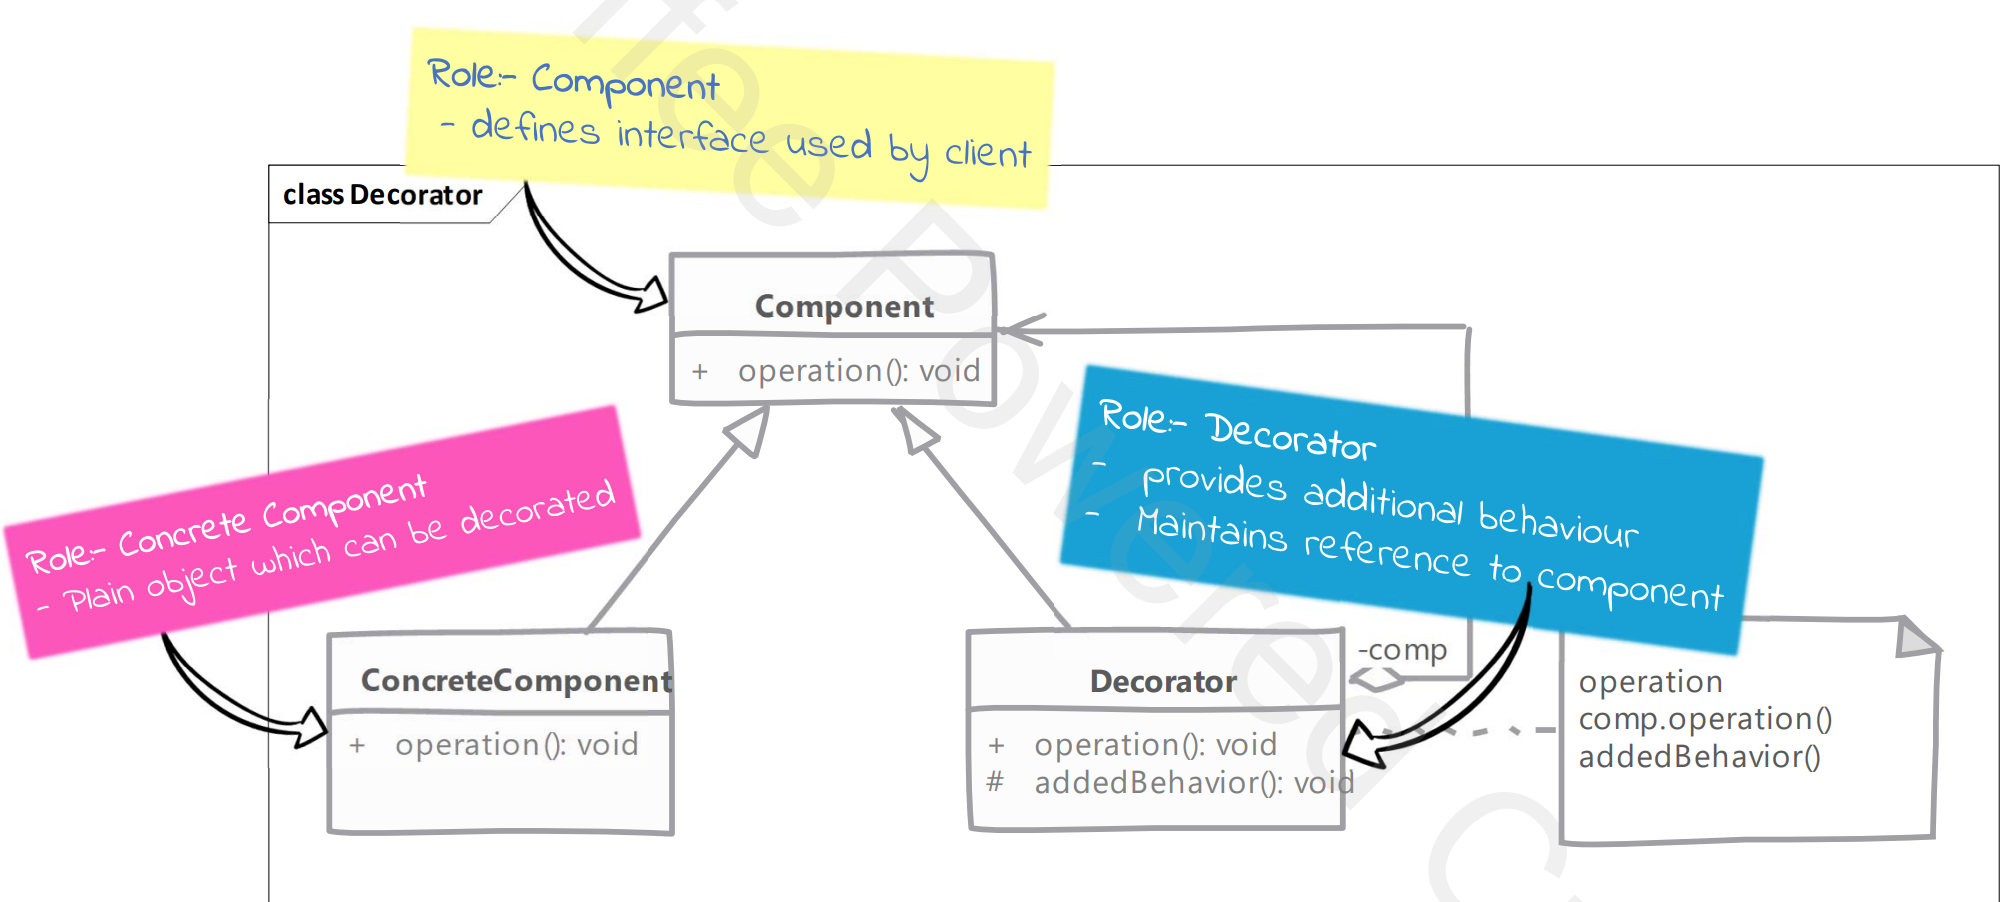 Role:- Component
- defines interface used by client
class Decorator
Component
+ operation(): void
Role:- Concrete Component
- Plain object which can be decorated
Role:- Decorator
- provides additional behaviour
- Maintains reference to component
ConcreteComponent
+ operation(): void
Decorator
+ operation(): void
# addedBehavior(): void
-comp
operation
comp.operation()
addedBehavior()
ffee Powered C